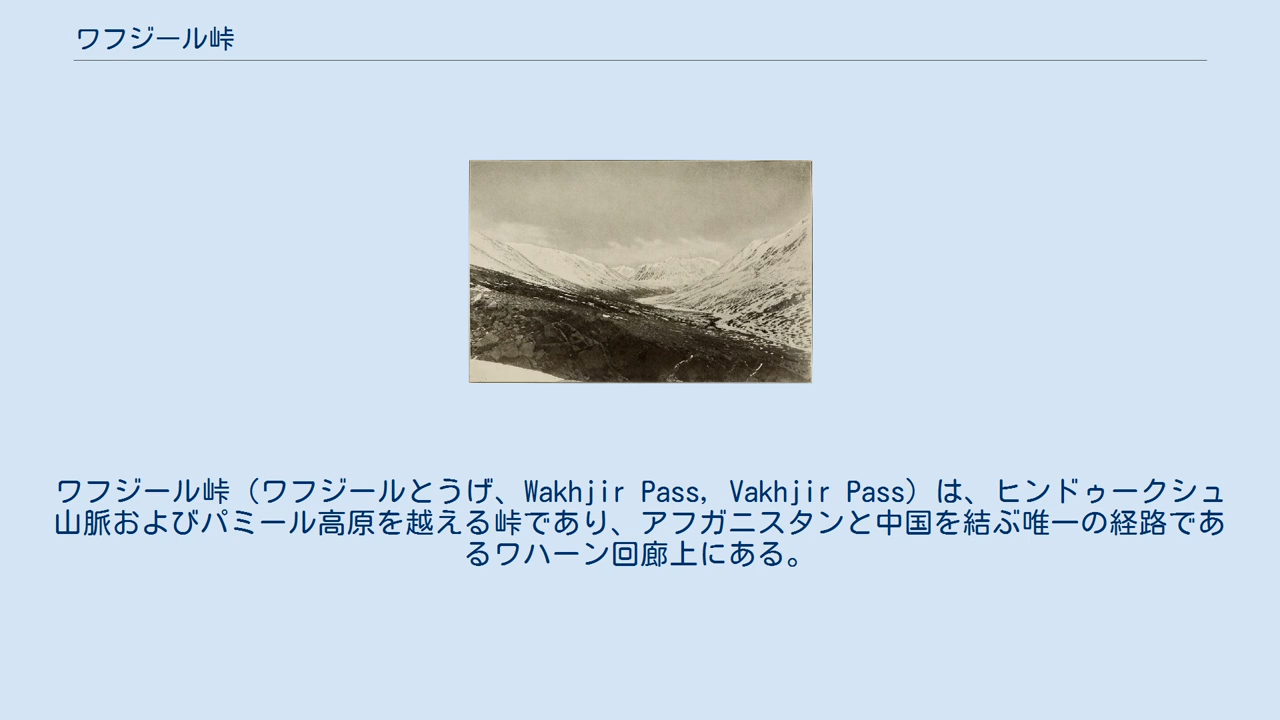 ワフジール峠
ワフジール峠（ワフジールとうげ、Wakhjir Pass, Vakhjir Pass）は、ヒンドゥークシュ
山脈およびパミール高原を越える峠であり、アフガニスタンと中国を結ぶ唯一の経路であ
るワハーン回廊上にある。